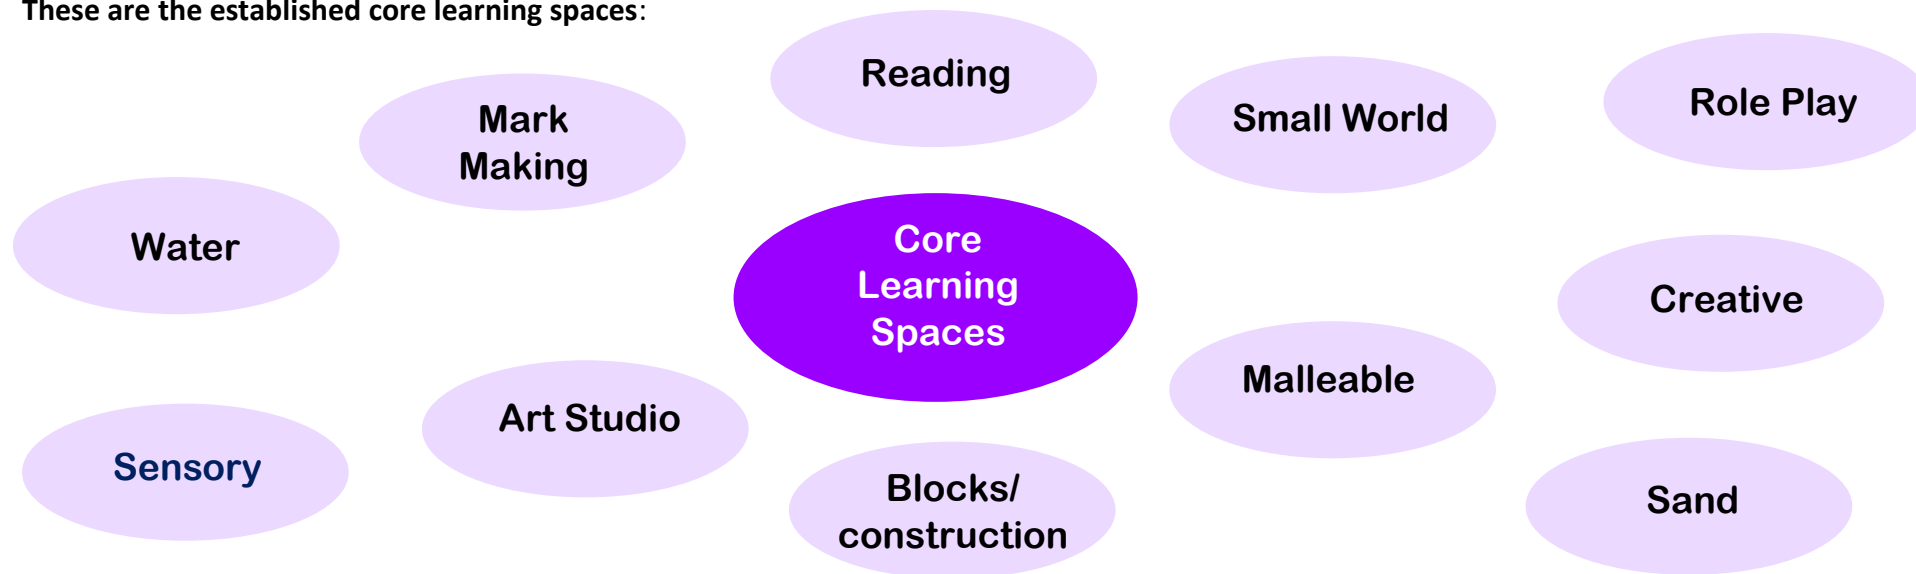 These are the established core learning spaces:
Reading
Small World
Role Play
Mark
Making
Water
Core
Learning
Spaces
Creative
Malleable
Art Studio
Sensory
Blocks/
construction
Sand